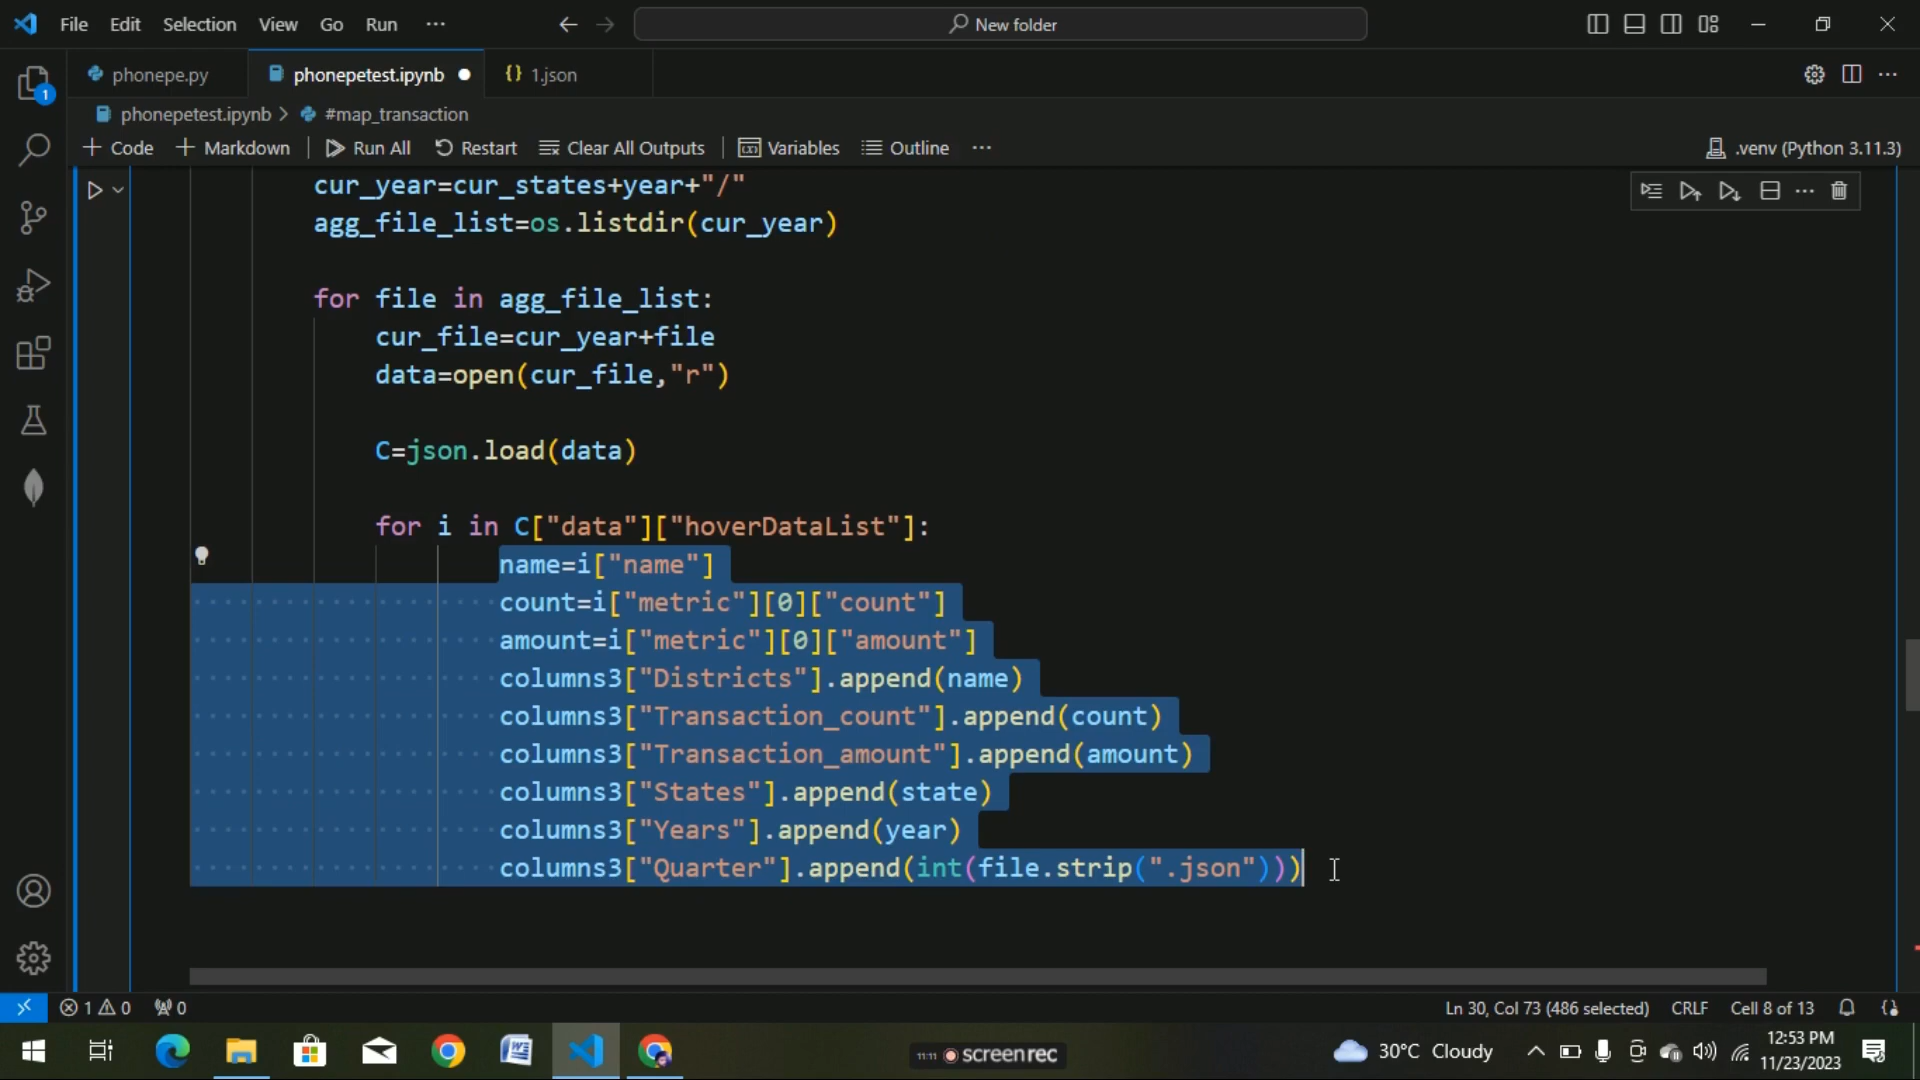 File Edit Selection View Go Run ··· New folder
phonepe.py phonepetest.ipynb 1.json
phonepetest.ipynb > #map_transaction
+ Code + Markdown Run All Restart Clear All Outputs Variables Outline ··· .venv (Python 3.11.3)
cur_year=cur_states+year+"/"
agg_file_list=os.listdir(cur_year)
for file in agg_file_list:
cur_file=cur_year+file
data=open(cur_file,"r")
C=json.load(data)
for i in C["data"]["hoverDataList"]:
name=i["name"]
count=i["metric"][0]["count"]
amount=i["metric"][0]["amount"]
columns3["Districts"].append(name)
columns3["Transaction_count"].append(count)
columns3["Transaction_amount"].append(amount)
columns3["States"].append(state)
columns3["Years"].append(year)
columns3["Quarter"].append(int(file.strip(".json")))
1
1 0 0 Ln 30, Col 73 (486 selected) CRLF Cell 8 of 13
11:11 screenrec 30°C Cloudy 12:53 PM
11/23/2023